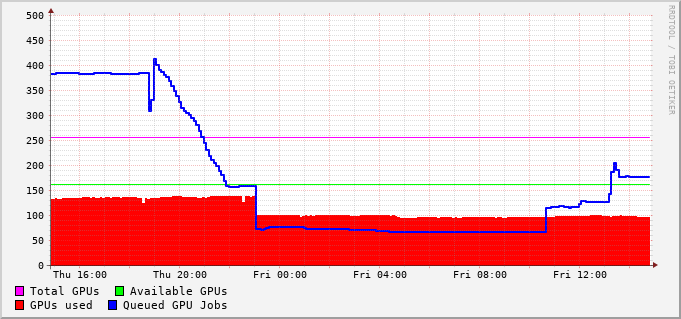 500
450
400
350
300
250
200
150
100
50
0
Thu 16:00 Thu 20:00 Fri 00:00 Fri 04:00 Fri 08:00 Fri 12:00
Total GPUs Available GPUs
GPUs used Queued GPU Jobs
RRDTOOL / TOBI OETIKER